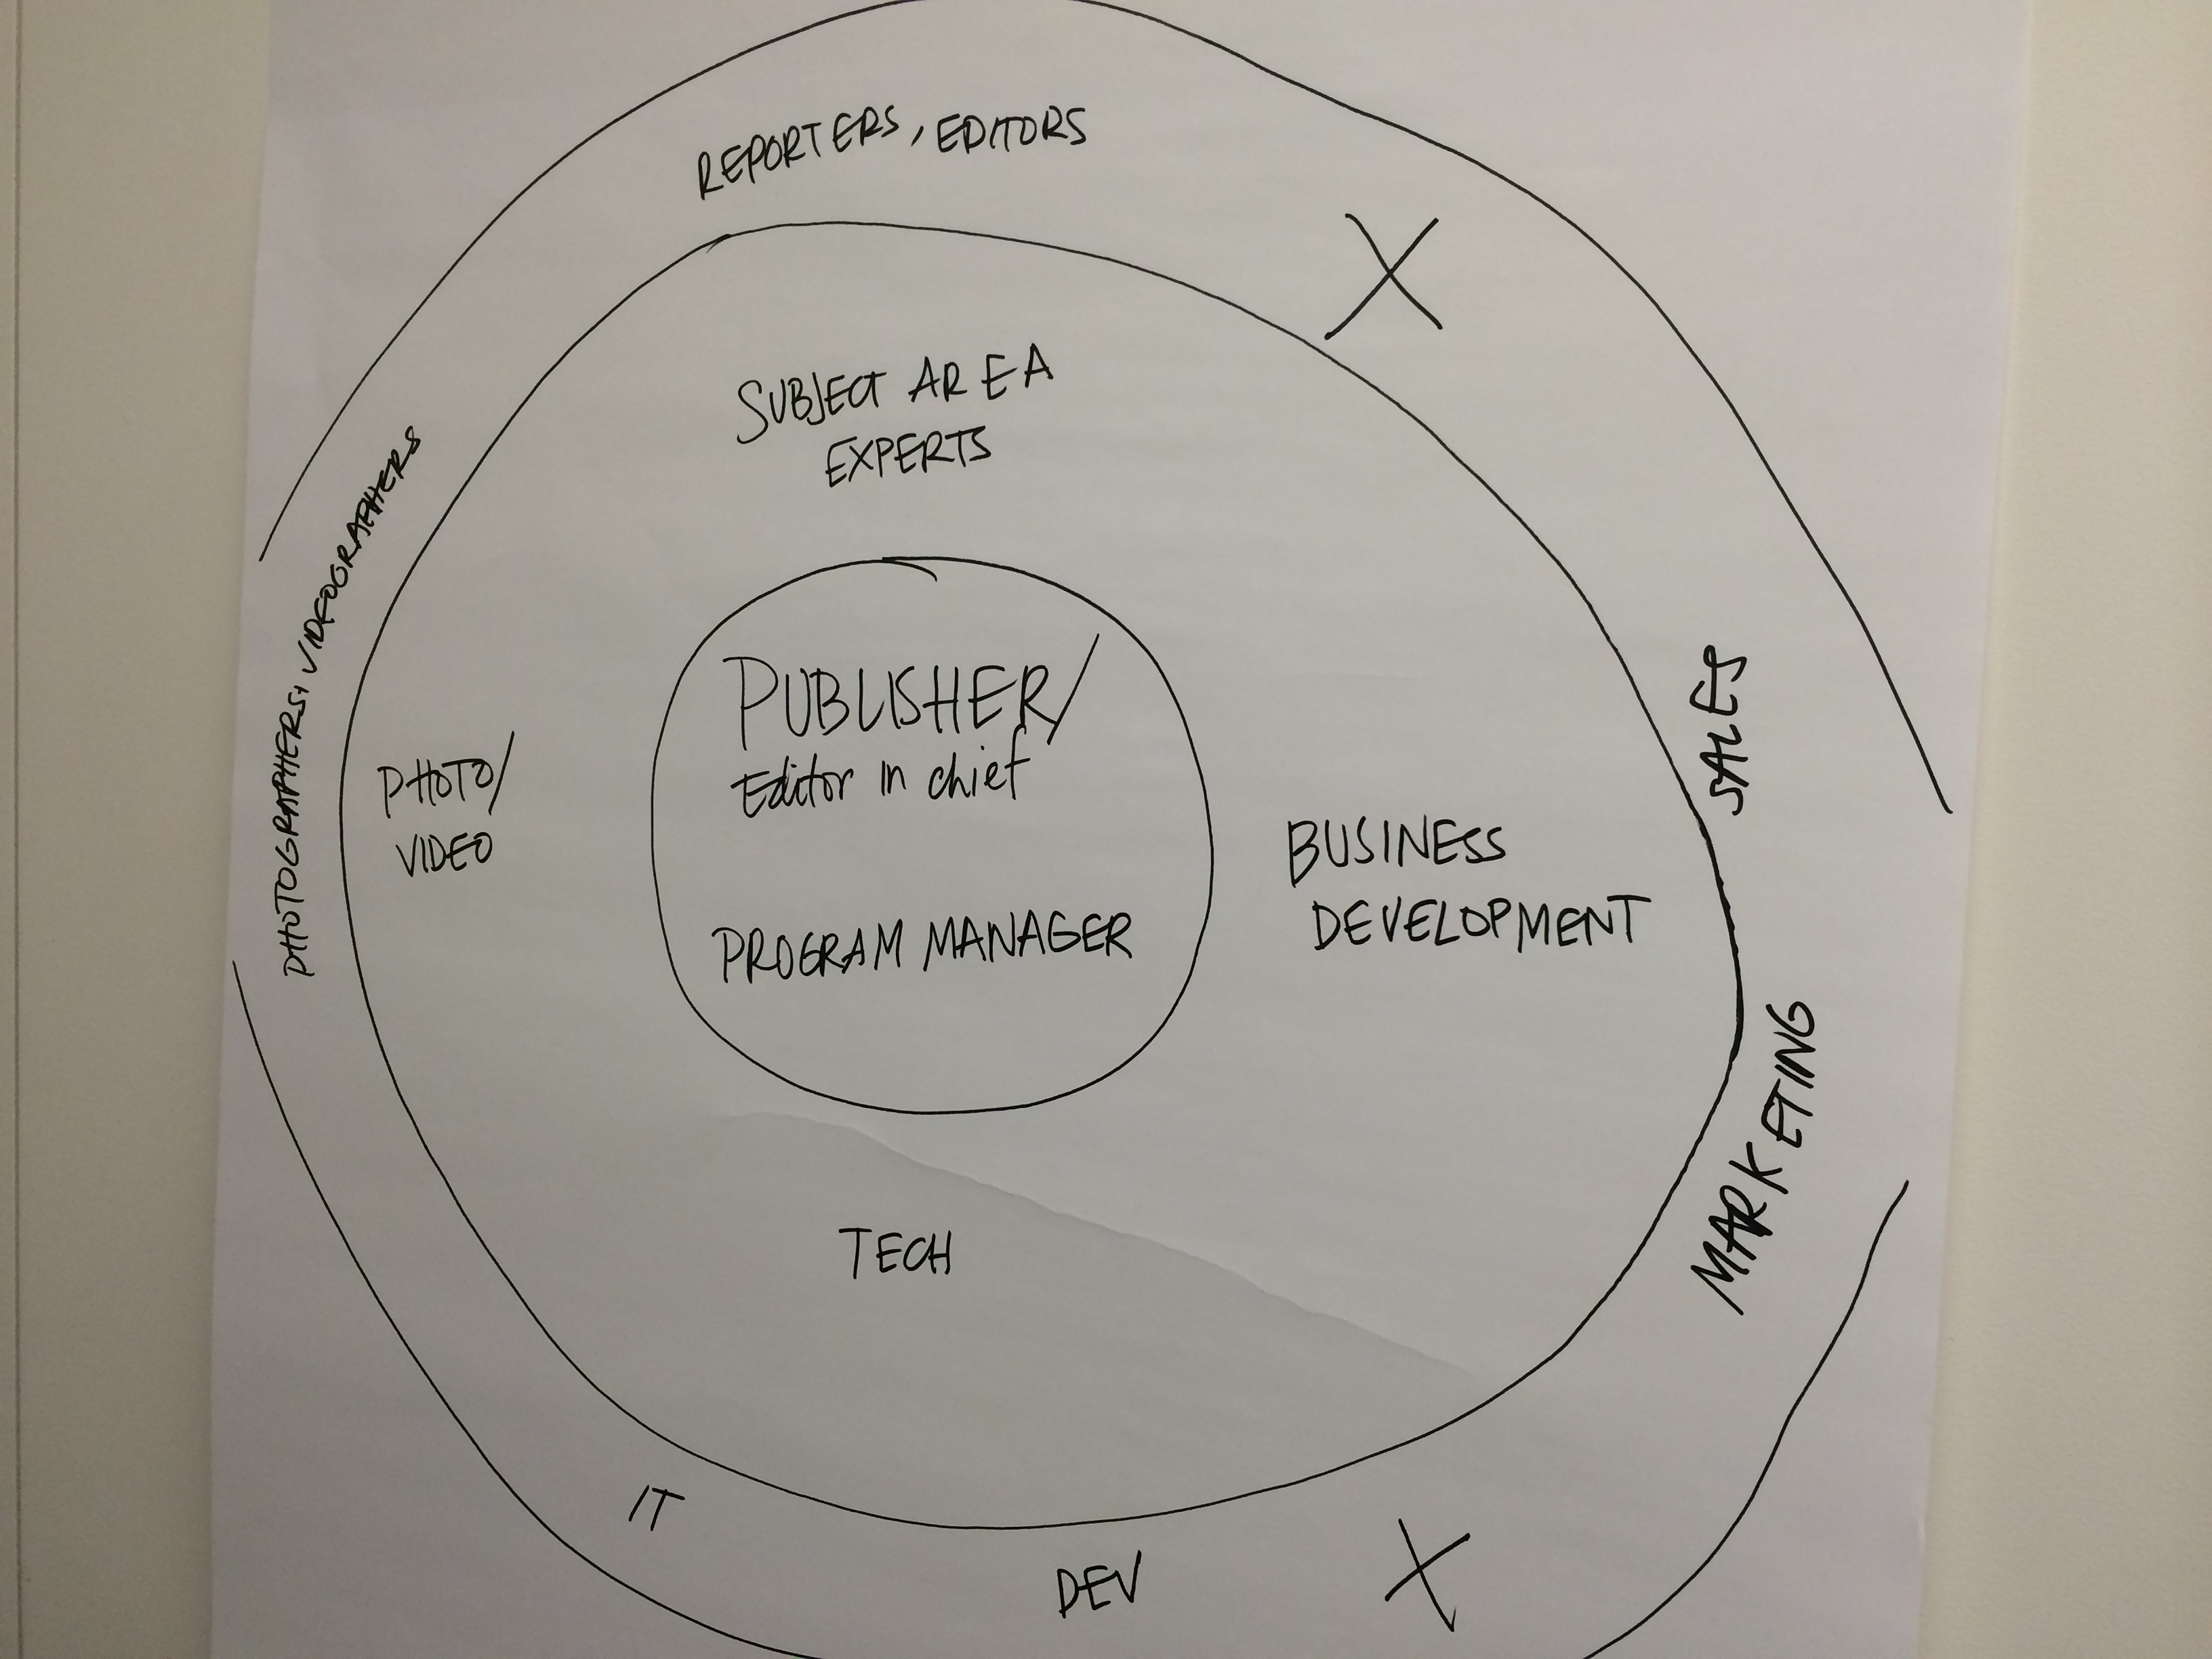 REPORTERS, EDITORS
X
SUBJECT AREA
EXPERTS
PHOTOGRAPHERS, VIDEOGRAPHERS
PUBLISHER/
Editor in chief
PROGRAM MANAGER
PHOTO/
VIDEO
BUSINESS
DEVELOPMENT
SALES
MARKETING
TECH
IT
DEV
X